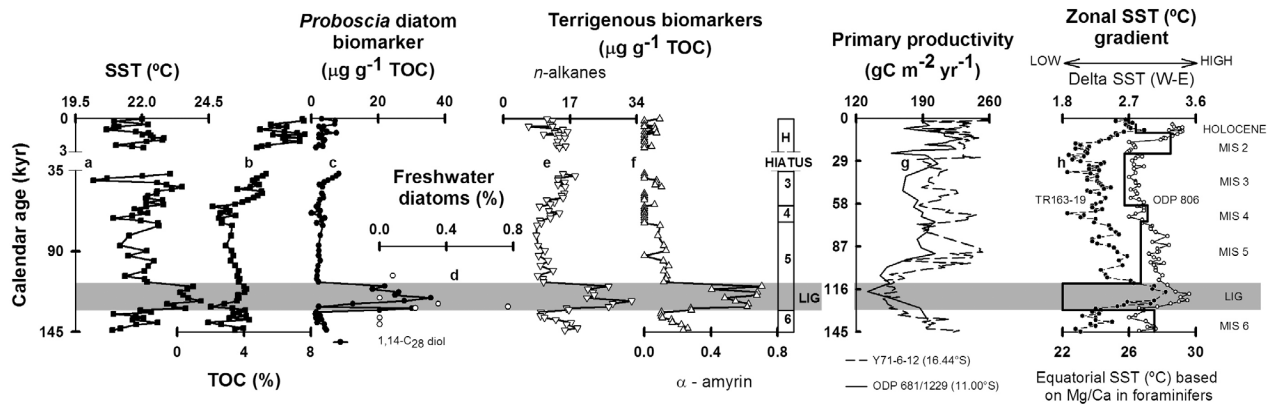 Proboscia diatom
biomarker
(µg g-1 TOC)
Terrigenous biomarkers
(µg g-1 TOC)
Primary productivity
(gC m-2 yr-1)
Zonal SST (ºC)
gradient
LOW HIGH
Delta SST (W-E)
SST (ºC)
n-alkanes
19.5 22.0 24.5
0 20 40
0 17 34
120 190 260
1.8 2.7 3.6
Calendar age (kyr)
0
3
35
90
145
a
b
c
Freshwater
diatoms (%)
0.0 0.4 0.8
d
e
f
H
HIATUS
3
4
5
LIG
6
0
29
58
87
116
145
g
h
TR163-19
ODP 806
HOLOCENE
MIS 2
MIS 3
MIS 4
MIS 5
LIG
MIS 6
0 4 8
TOC (%)
1,14-C28 diol
0.0 0.4 0.8
α - amyrin
Y71-6-12 (16.44°S)
ODP 681/1229 (11.00°S)
22 26 30
Equatorial SST (ºC) based
on Mg/Ca in foraminifers